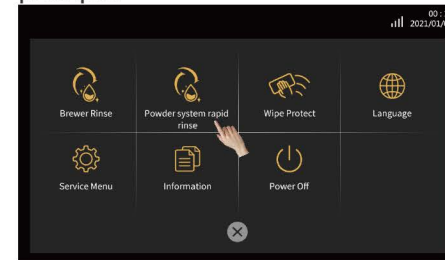 00:
2021/01/
Brewer Rinse
Powder system rapid
rinse
Wipe Protect
Language
Service Menu
Information
Power Off